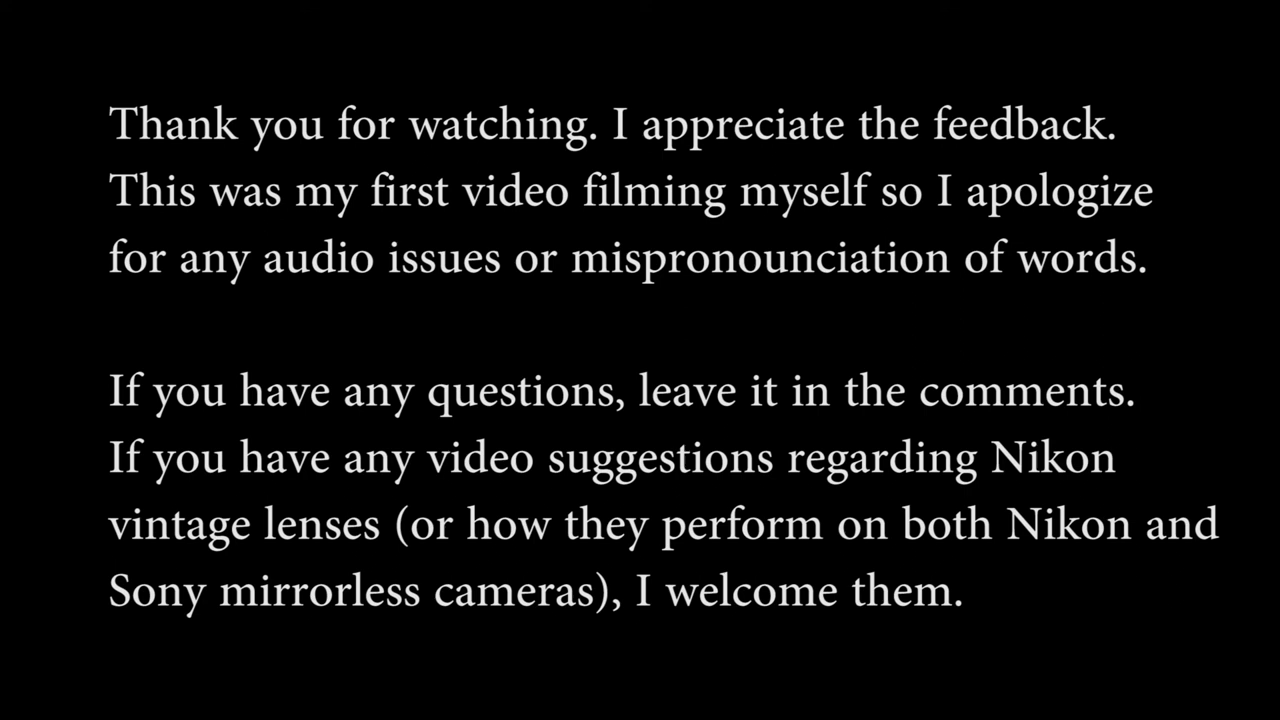 Thank you for watching. I appreciate the feedback.
This was my first video filming myself so I apologize
for any audio issues or mispronounciation of words.
If you have any questions, leave it in the comments.
If you have any video suggestions regarding Nikon
vintage lenses (or how they perform on both Nikon and
Sony mirrorless cameras), I welcome them.